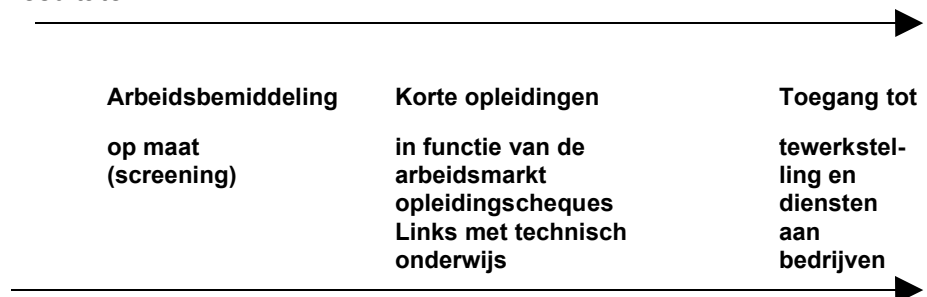 Arbeidsbemiddeling
op maat
(screening)
Korte opleidingen
in functie van de
arbeidsmarkt
opleidingscheques
Links met technisch
onderwijs
Toegang tot
tewerkstel-
ling en
diensten
aan
bedrijven